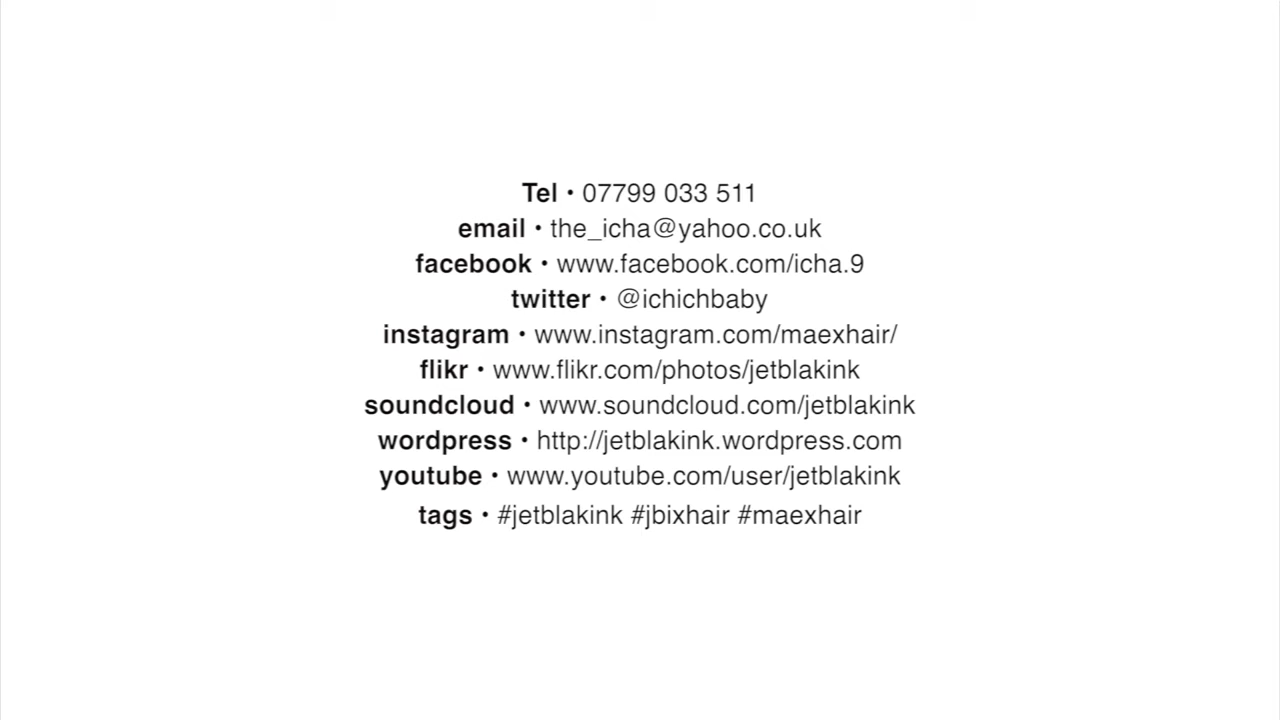 Tel • 07799 033 511
email • the_icha@yahoo.co.uk
facebook • www.facebook.com/icha.9
twitter • @ichichbaby
instagram • www.instagram.com/maexhair/
flikr • www.flikr.com/photos/jetblakink
soundcloud • www.soundcloud.com/jetblakink
wordpress • http://jetblakink.wordpress.com
youtube • www.youtube.com/user/jetblakink
tags • #jetblakink #jbixhair #maexhair